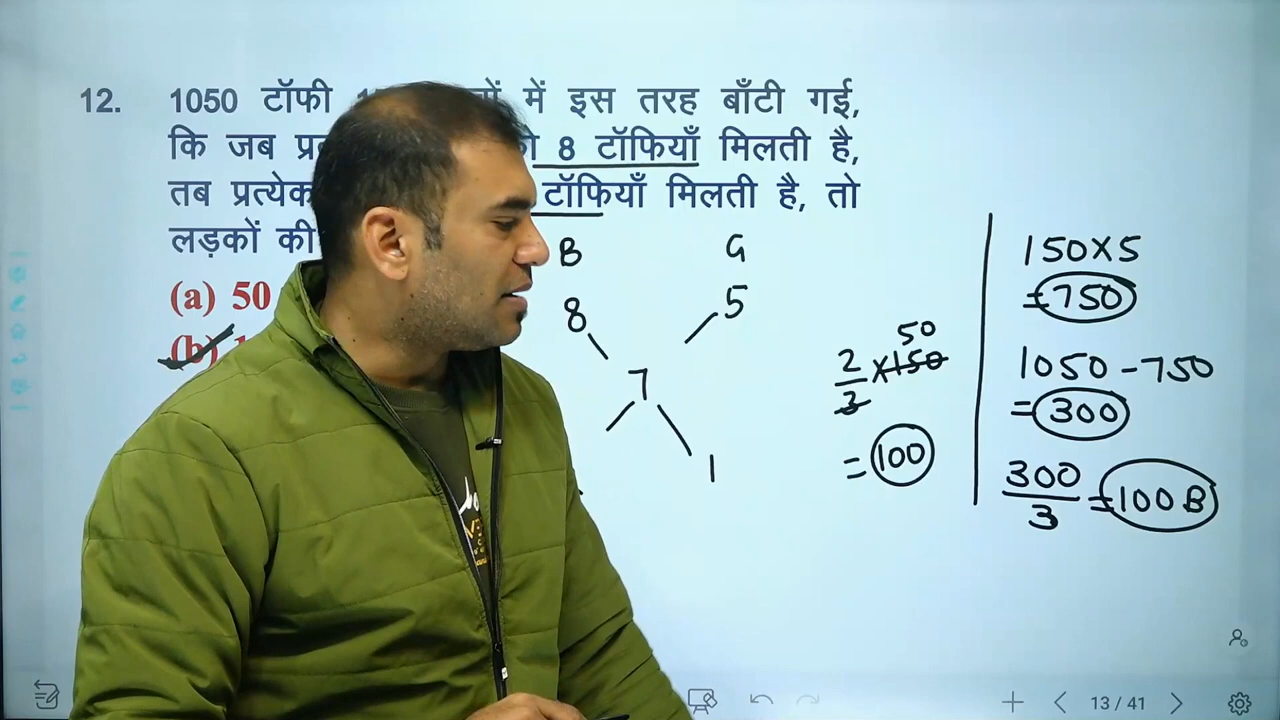 12. 1050 टॉफी में इस तरह बाँटी गई,
कि जब 8 टॉफियाँ मिलती है,
तब प्रत्येक टॉफियाँ मिलती है, तो
लड़कों की
(a) 50
(b)
B G
8 5
7
1
50
2/3 × 150
= 100
150 × 5
= 750
1050 - 750
= 300
300/3 = 100 B
13 / 41